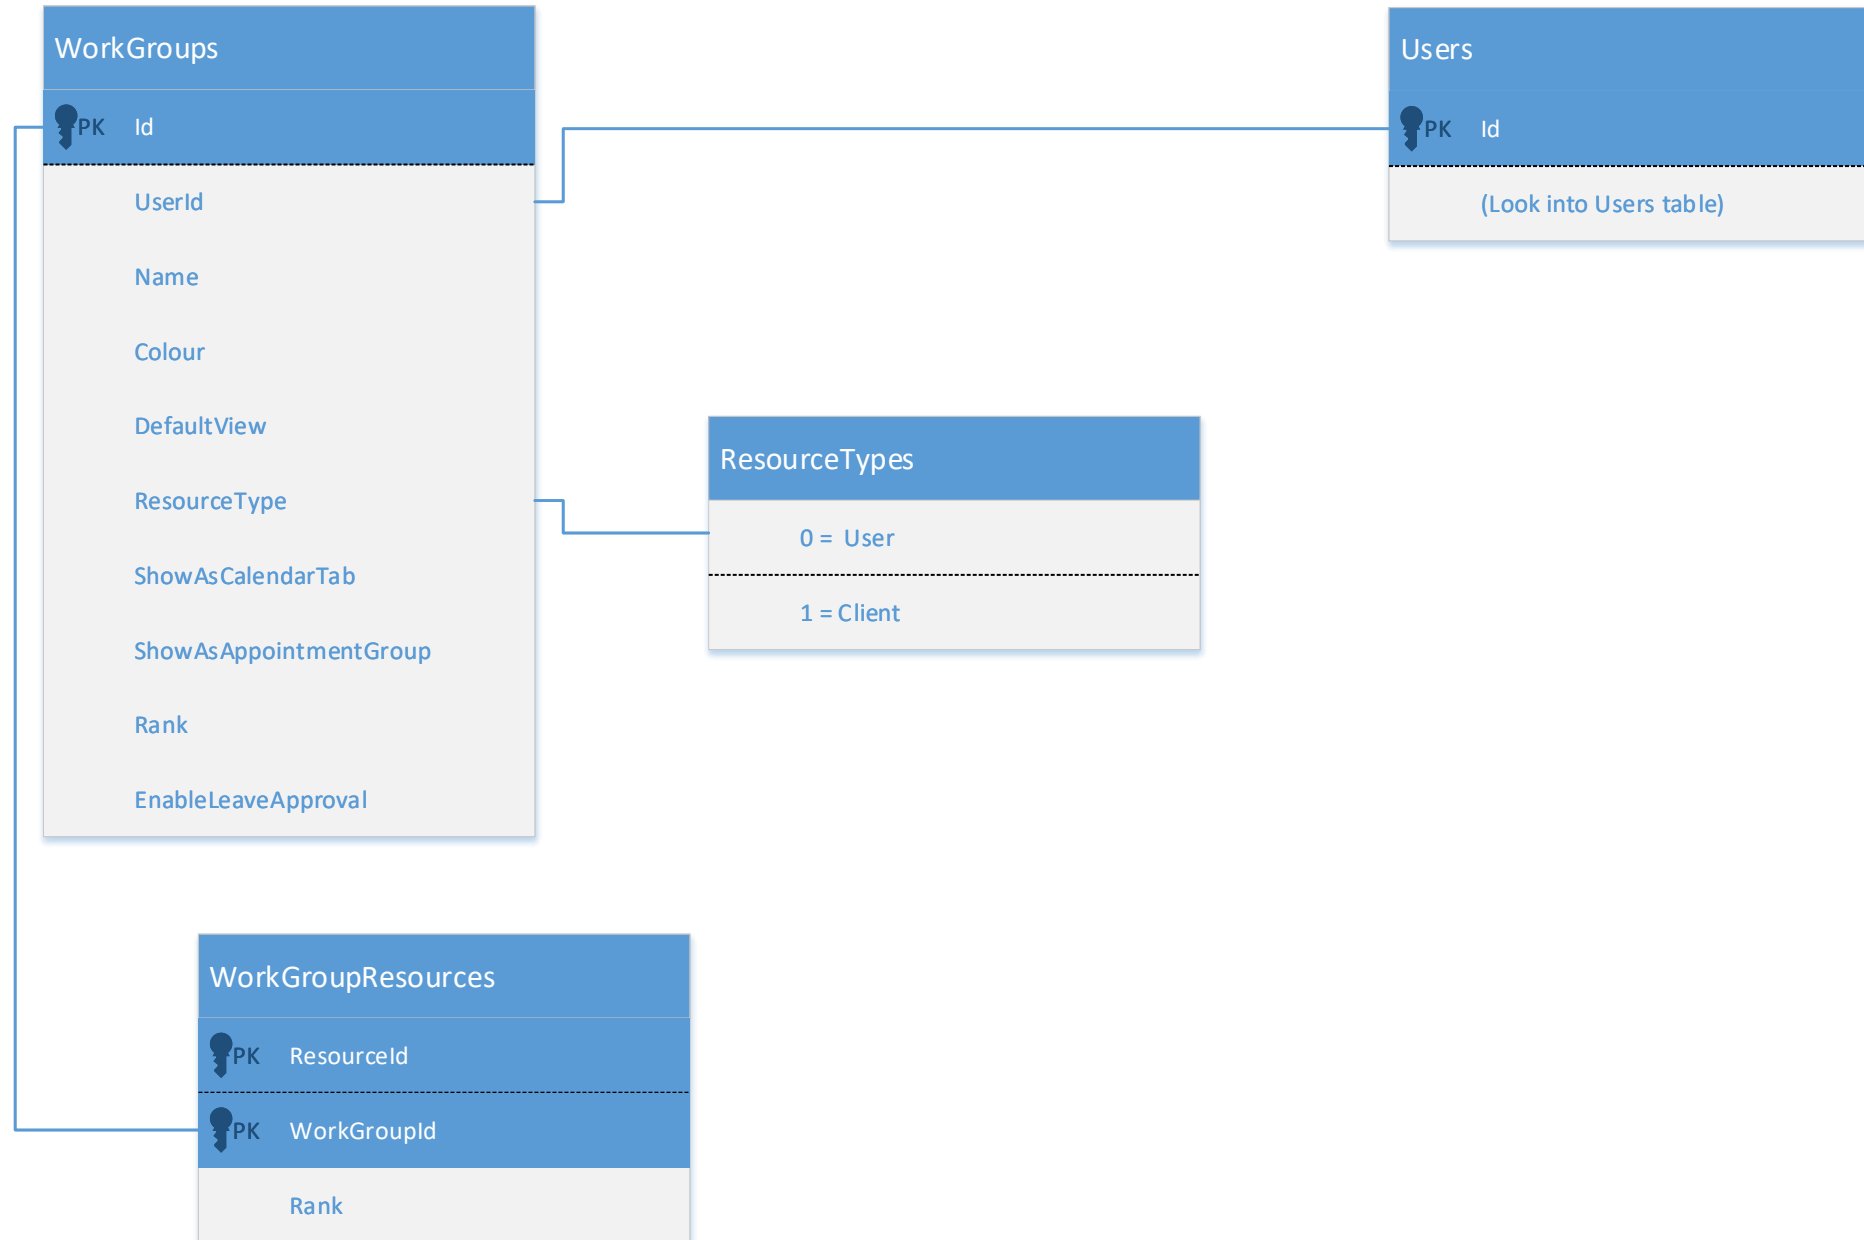 WorkGroups
PK Id
UserId
Name
Colour
DefaultView
ResourceType
ShowAsCalendarTab
ShowAsAppointmentGroup
Rank
EnableLeaveApproval
Users
PK Id
(Look into Users table)
ResourceTypes
0 = User
1 = Client
WorkGroupResources
PK ResourceId
PK WorkGroupId
Rank